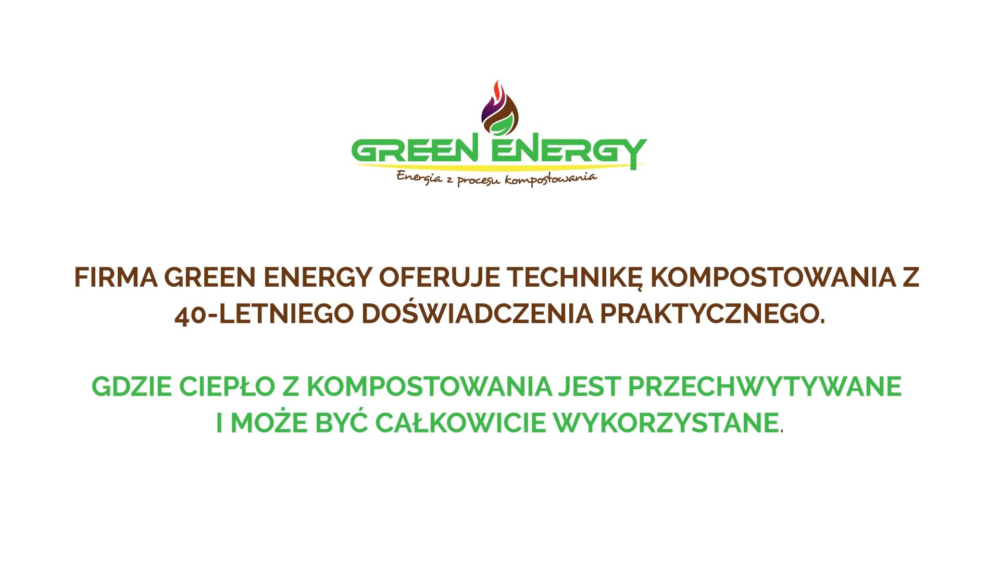 GREEN ENERGY
Energia z procesu kompostowania
FIRMA GREEN ENERGY OFERUJE TECHNIKĘ KOMPOSTOWANIA Z
40-LETNIEGO DOŚWIADCZENIA PRAKTYCZNEGO.
GDZIE CIEPŁO Z KOMPOSTOWANIA JEST PRZECHWYTYWANE
I MOŻE BYĆ CAŁKOWICIE WYKORZYSTANE.